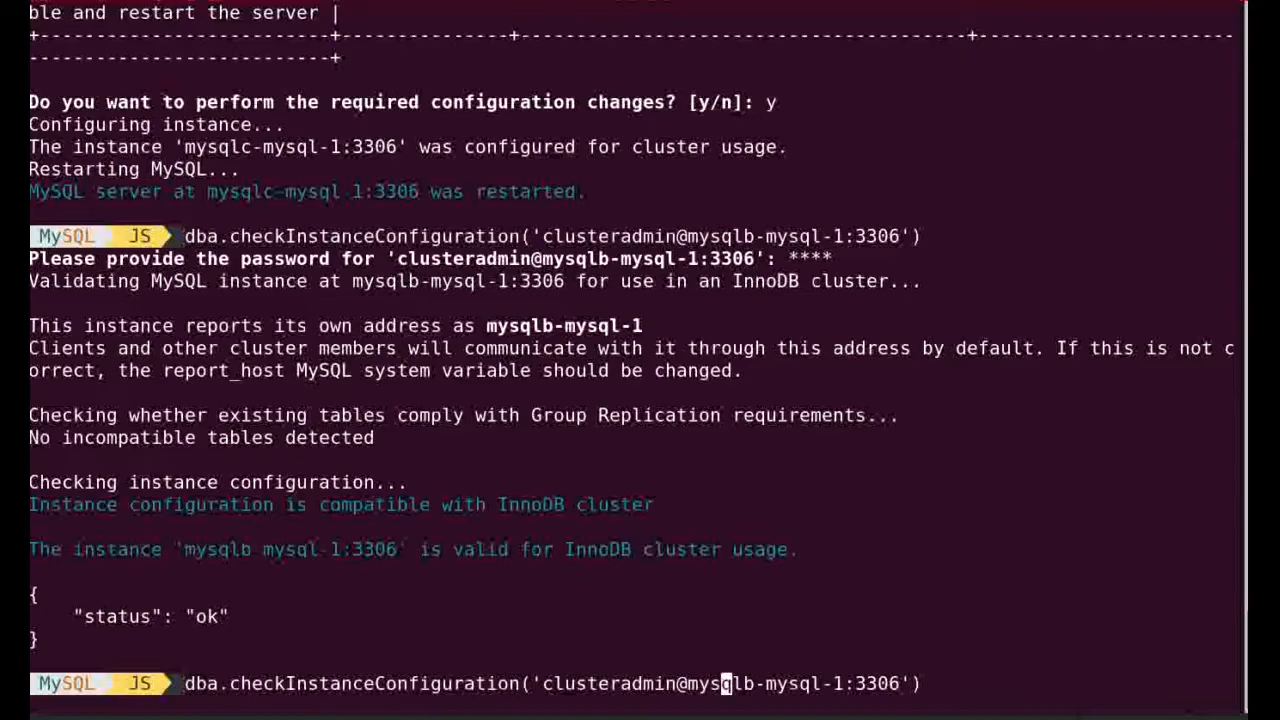 ble and restart the server |
+--------------------------+---------------+----------------------------------------+-----------------------
---------------------------+
Do you want to perform the required configuration changes? [y/n]: y
Configuring instance...
The instance 'mysqlc-mysql-1:3306' was configured for cluster usage.
Restarting MySQL...
MySQL server at mysqlc-mysql-1:3306 was restarted.
MySQL JS dba.checkInstanceConfiguration('clusteradmin@mysqlb-mysql-1:3306')
Please provide the password for 'clusteradmin@mysqlb-mysql-1:3306': ****
Validating MySQL instance at mysqlb-mysql-1:3306 for use in an InnoDB cluster...
This instance reports its own address as mysqlb-mysql-1
Clients and other cluster members will communicate with it through this address by default. If this is not c
orrect, the report_host MySQL system variable should be changed.
Checking whether existing tables comply with Group Replication requirements...
No incompatible tables detected
Checking instance configuration...
Instance configuration is compatible with InnoDB cluster
The instance 'mysqlb-mysql-1:3306' is valid for InnoDB cluster usage.
{
    "status": "ok"
}
MySQL JS dba.checkInstanceConfiguration('clusteradmin@mysqlb-mysql-1:3306')